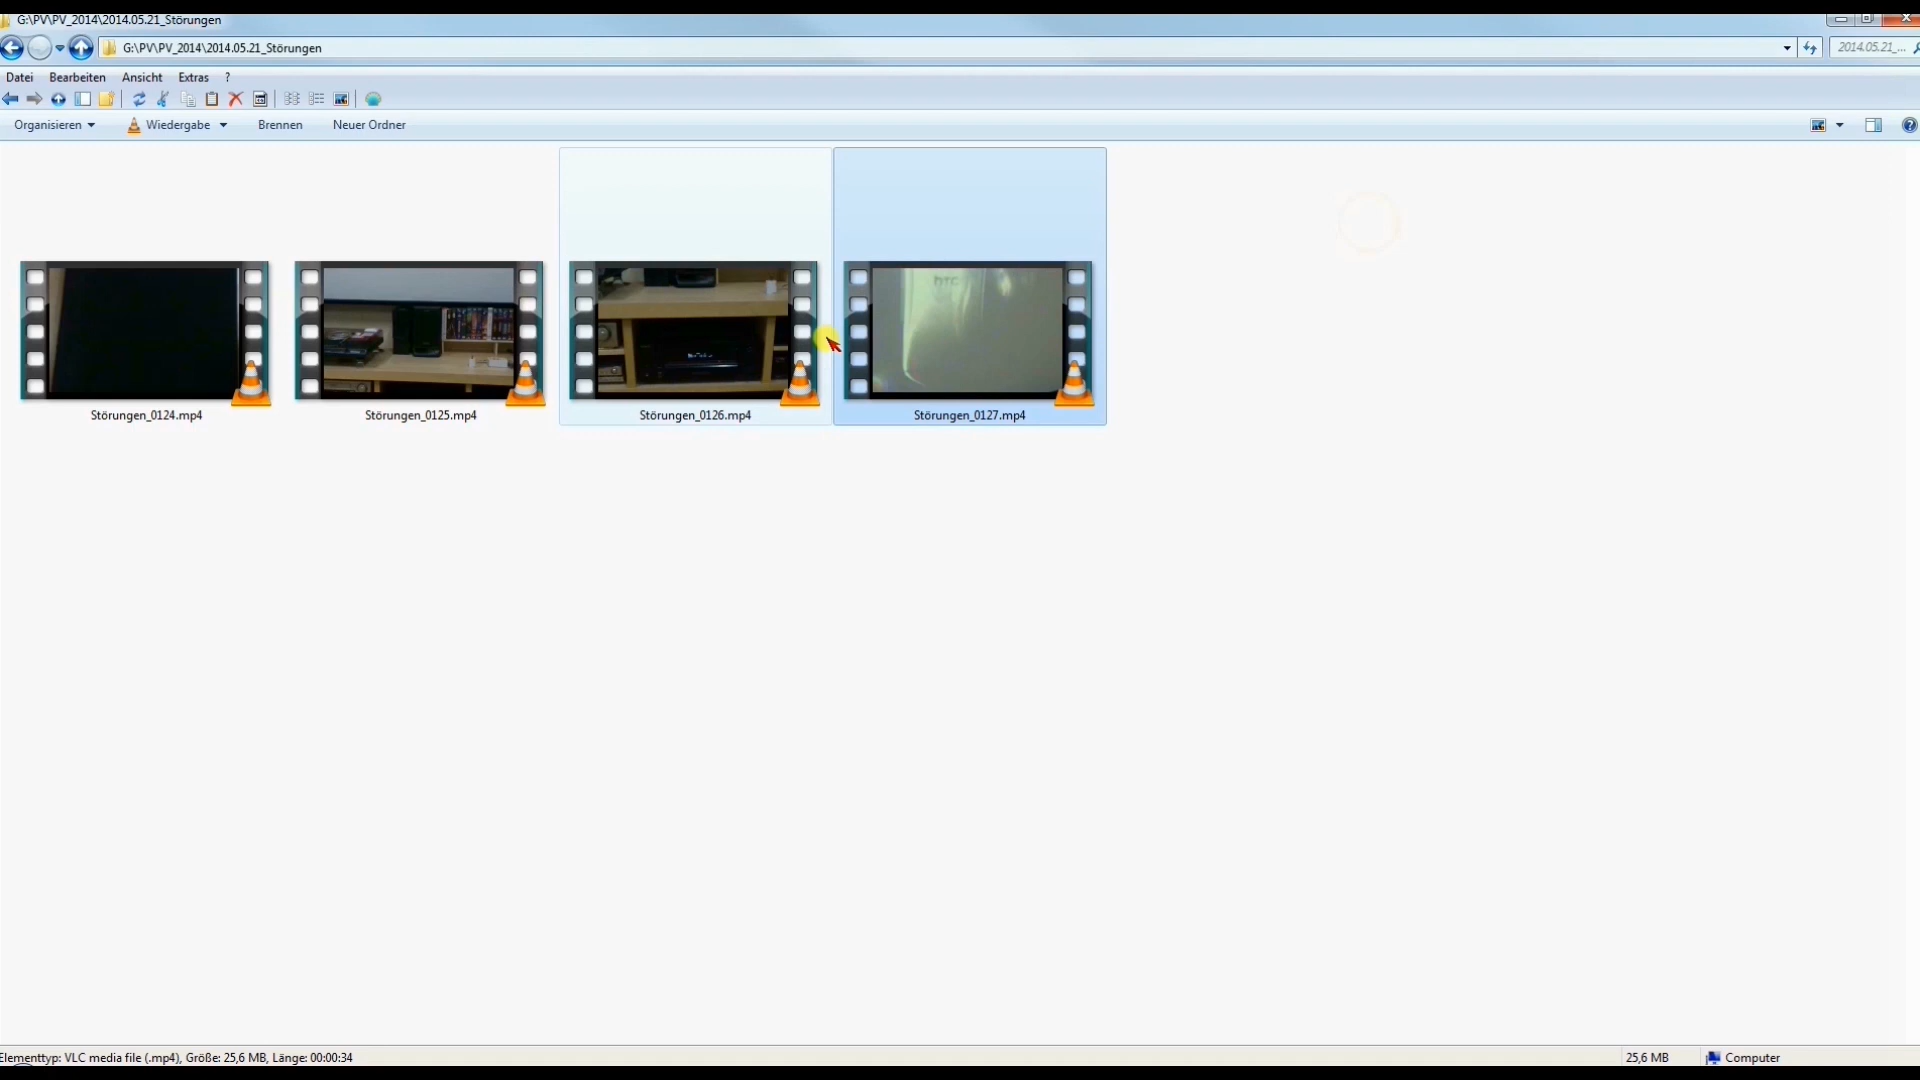 G:\PV\PV_2014\2014.05.21_Störungen
G:\PV\PV_2014\2014.05.21_Störungen
2014.05.21_...
Datei Bearbeiten Ansicht Extras ?
Organisieren Wiedergabe Brennen Neuer Ordner
hTC
Störungen_0124.mp4 Störungen_0125.mp4 Störungen_0126.mp4 Störungen_0127.mp4
Elementtyp: VLC media file (.mp4), Größe: 25,6 MB, Länge: 00:00:34
25,6 MB Computer